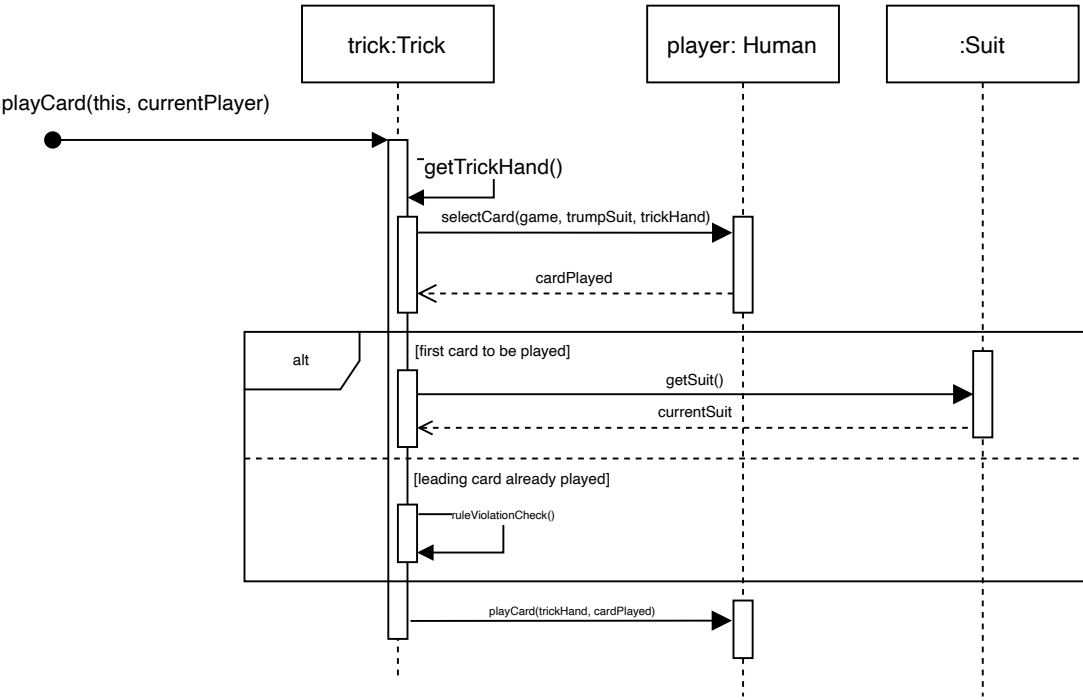 trick:Trick
player: Human
:Suit
playCard(this, currentPlayer)
getTrickHand()
selectCard(game, trumpSuit, trickHand)
cardPlayed
alt
[first card to be played]
getSuit()
currentSuit
[leading card already played]
ruleViolationCheck()
playCard(trickHand, cardPlayed)